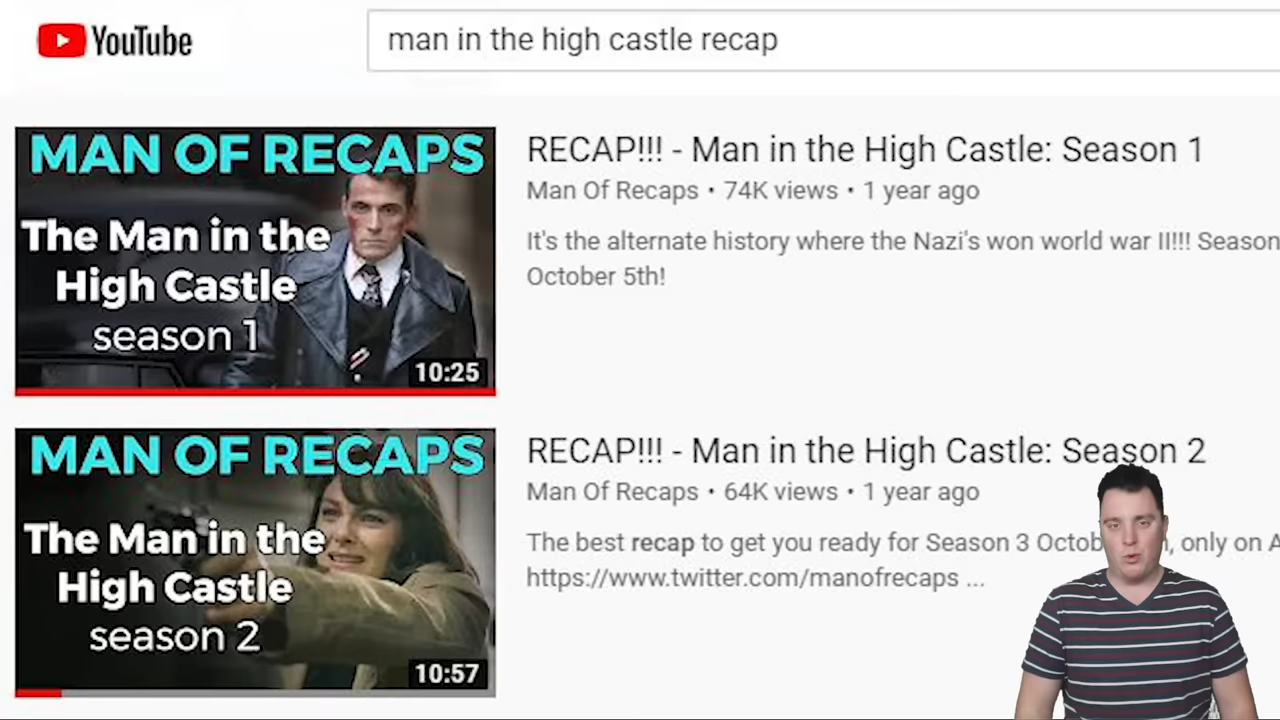 YouTube
man in the high castle recap
MAN OF RECAPS
The Man in the
High Castle
season 1
10:25
RECAP!!! - Man in the High Castle: Season 1
Man Of Recaps • 74K views • 1 year ago
It's the alternate history where the Nazi's won world war II!!! Season
October 5th!
MAN OF RECAPS
The Man in the
High Castle
season 2
10:57
RECAP!!! - Man in the High Castle: Season 2
Man Of Recaps • 64K views • 1 year ago
The best recap to get you ready for Season 3 only on
https://www.twitter.com/manofrecaps ...